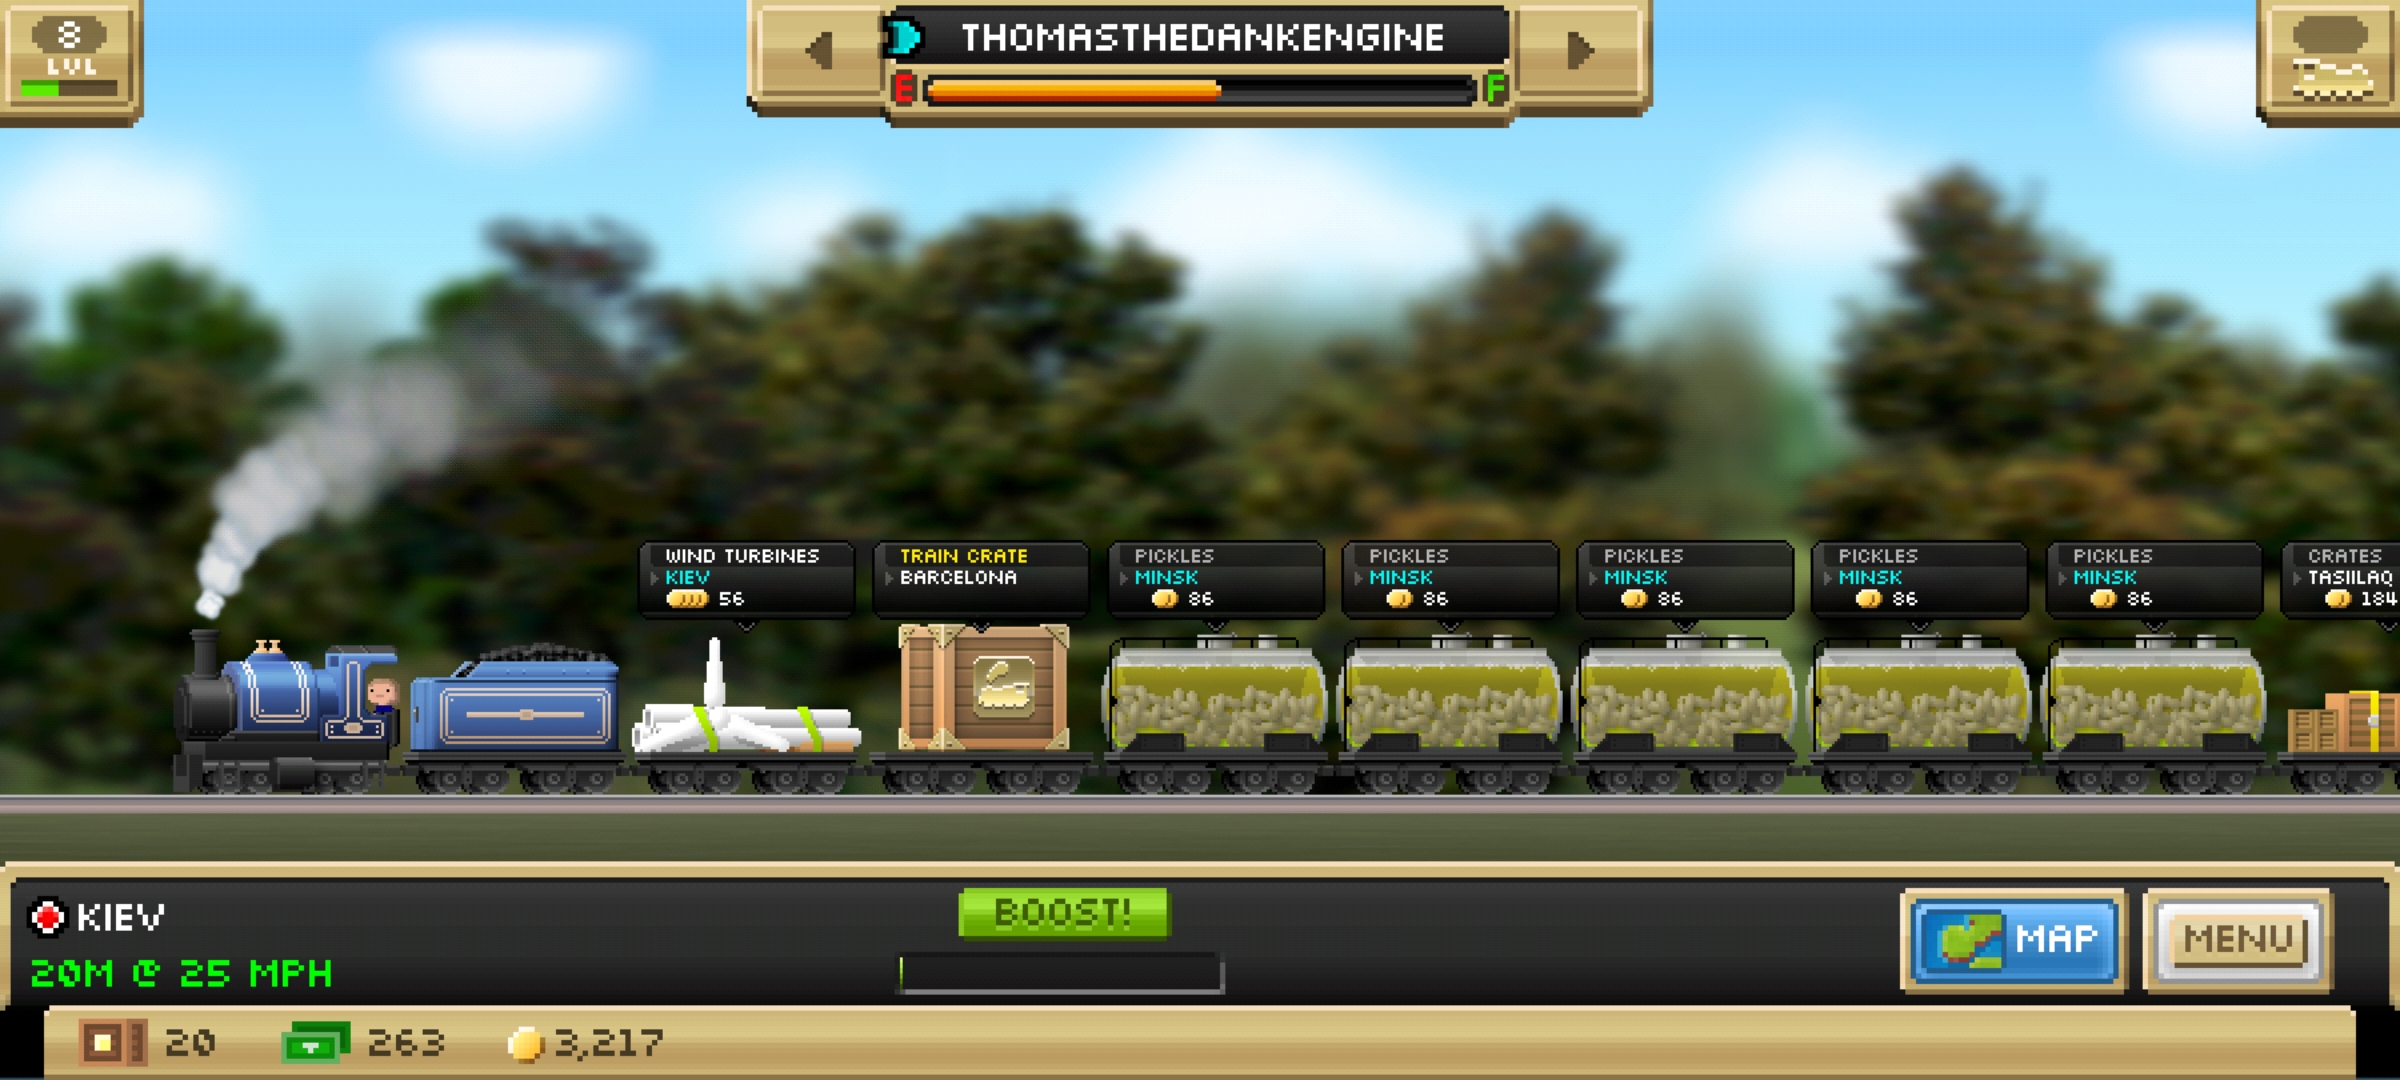 8
LVL
THOMASTHEDANKENGINE
E F
WIND TURBINES
KIEV
56
TRAIN CRATE
BARCELONA
PICKLES
MINSK
86
PICKLES
MINSK
86
PICKLES
MINSK
86
PICKLES
MINSK
86
PICKLES
MINSK
86
CRATES
TASIILAQ
184
KIEV
20M @ 25 MPH
BOOST!
MAP
MENU
20 263 3,217